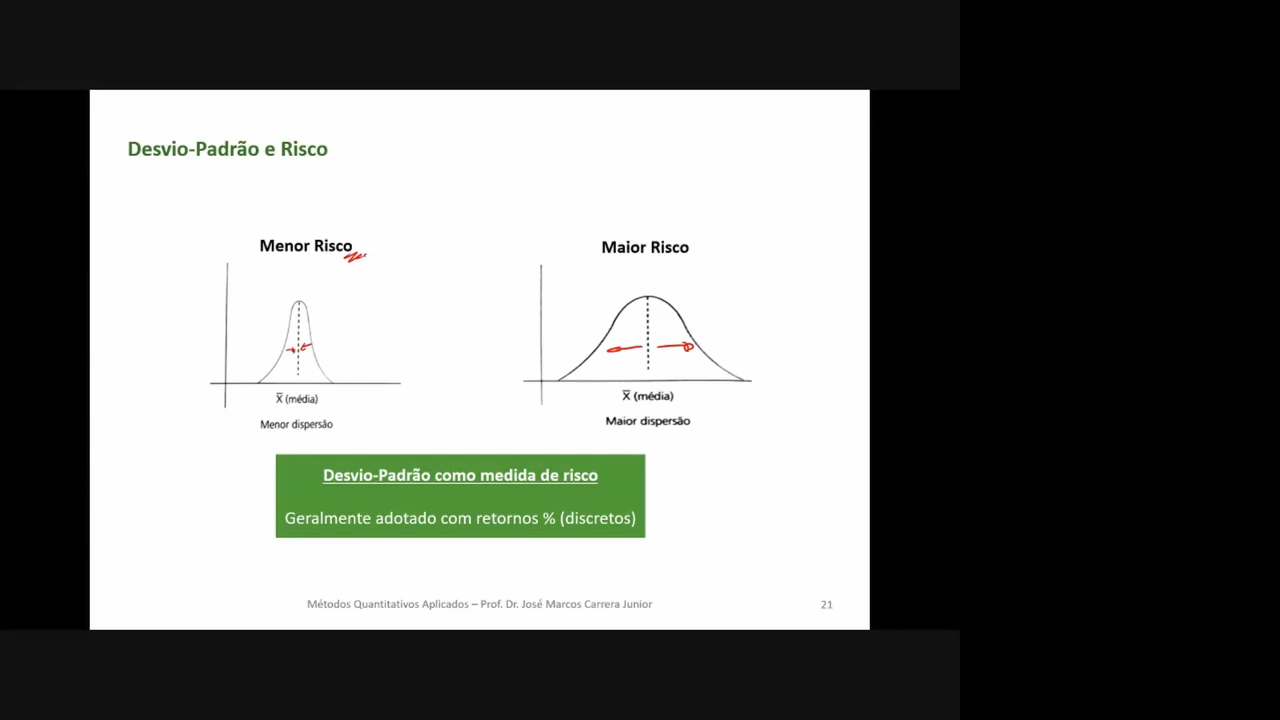 Desvio-Padrão e Risco
Menor Risco
Maior Risco
X̅ (média)
X̅ (média)
Menor dispersão
Maior dispersão
Desvio-Padrão como medida de risco
Geralmente adotado com retornos % (discretos)
Métodos Quantitativos Aplicados – Prof. Dr. José Marcos Carrera Junior
21